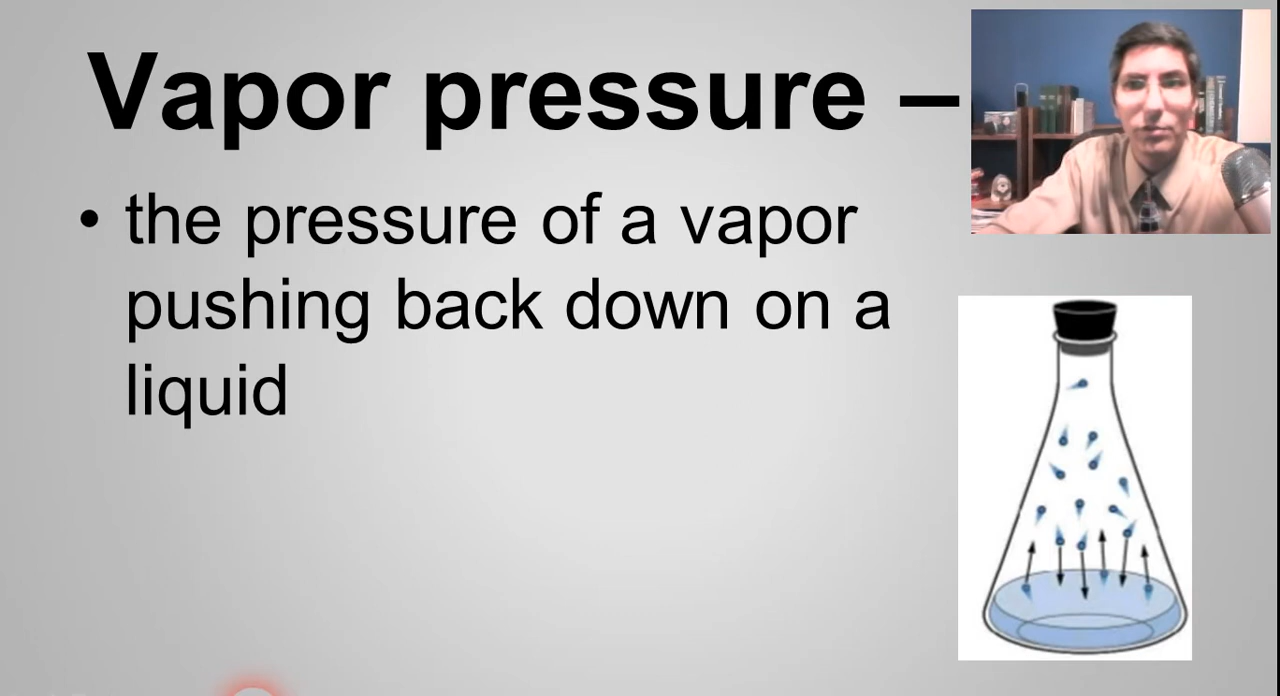 Vapor pressure –
• the pressure of a vapor
pushing back down on a
liquid